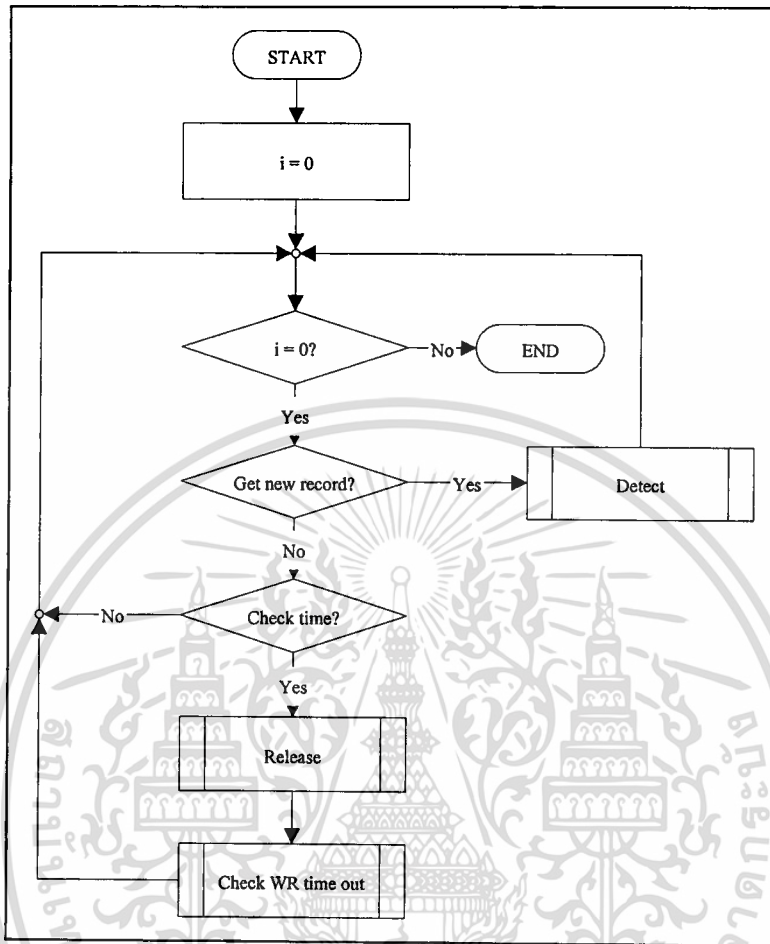 START
i = 0
i = 0?
No
END
Yes
Get new record?
Yes
Detect
No
Check time?
No
Yes
Release
Check WR time out